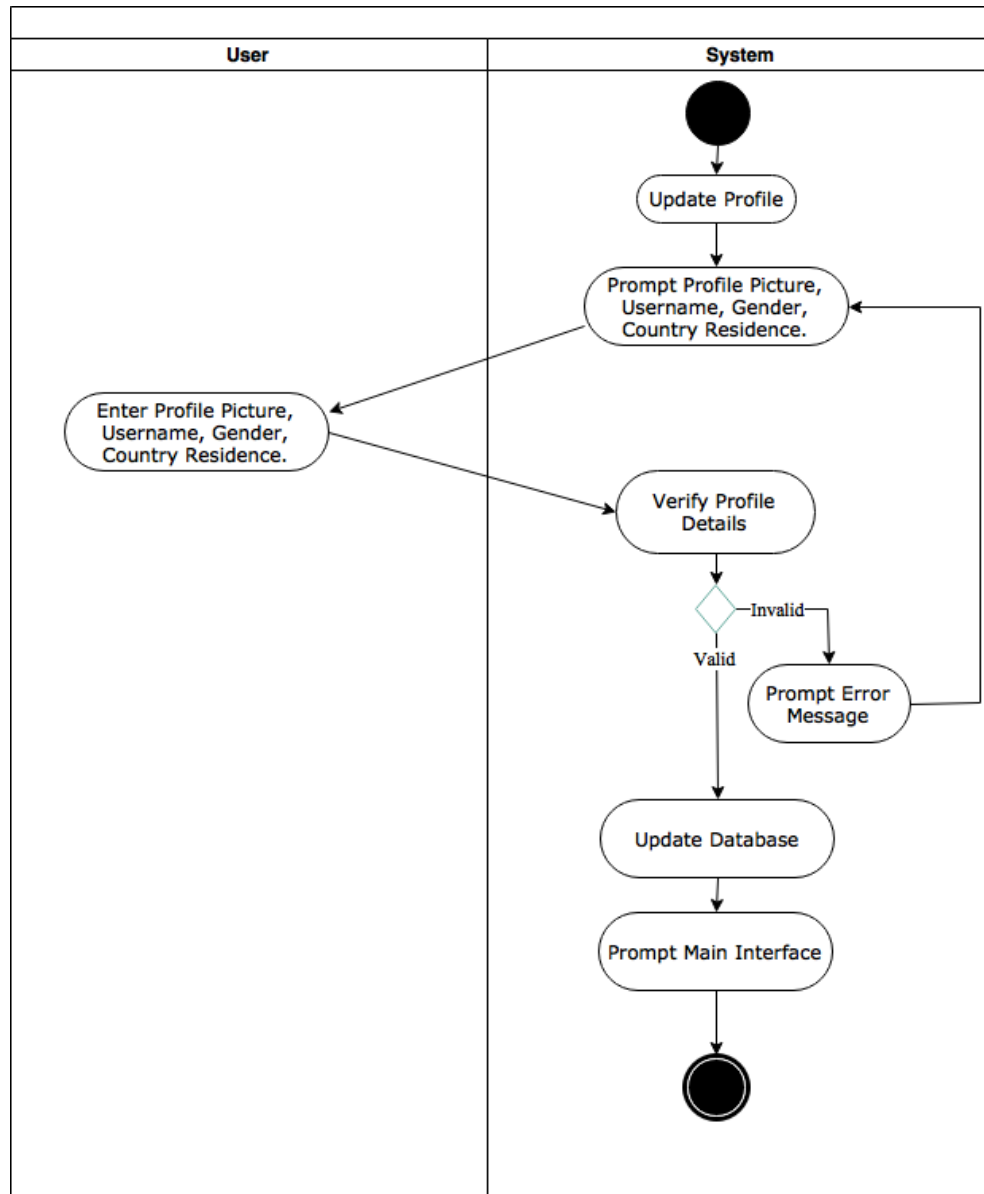 User
System
Update Profile
Prompt Profile Picture,
Username, Gender,
Country Residence.
Enter Profile Picture,
Username, Gender,
Country Residence.
Verify Profile
Details
Invalid
Valid
Prompt Error
Message
Update Database
Prompt Main Interface